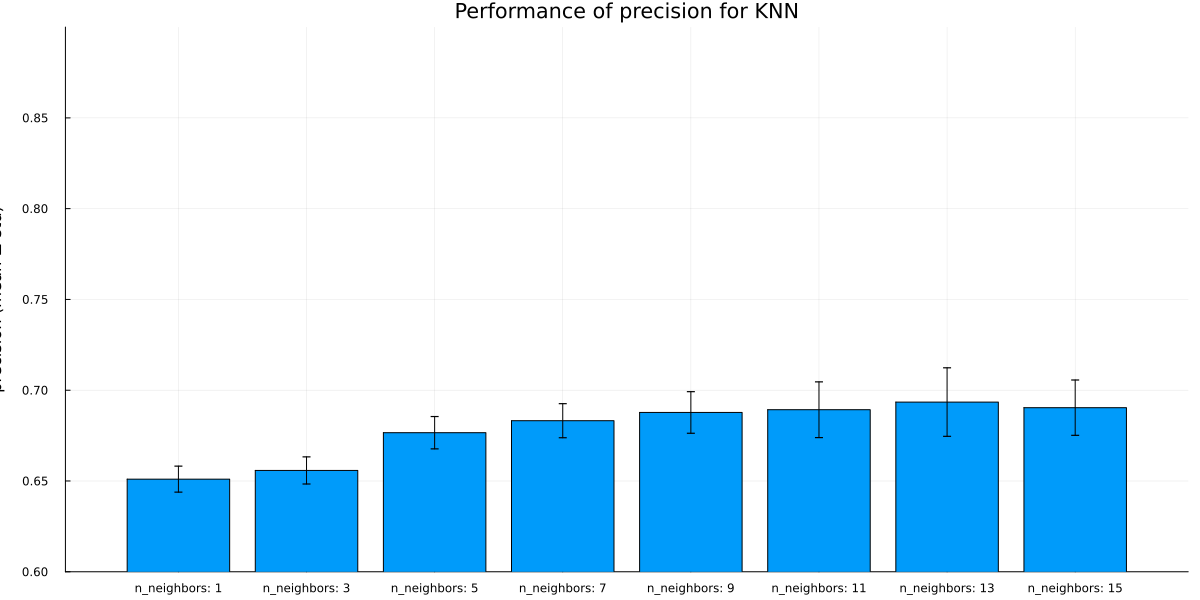 Performance of precision for KNN
0.85
0.80
0.75
0.70
0.65
0.60
n_neighbors: 1
n_neighbors: 3
n_neighbors: 5
n_neighbors: 7
n_neighbors: 9
n_neighbors: 11
n_neighbors: 13
n_neighbors: 15